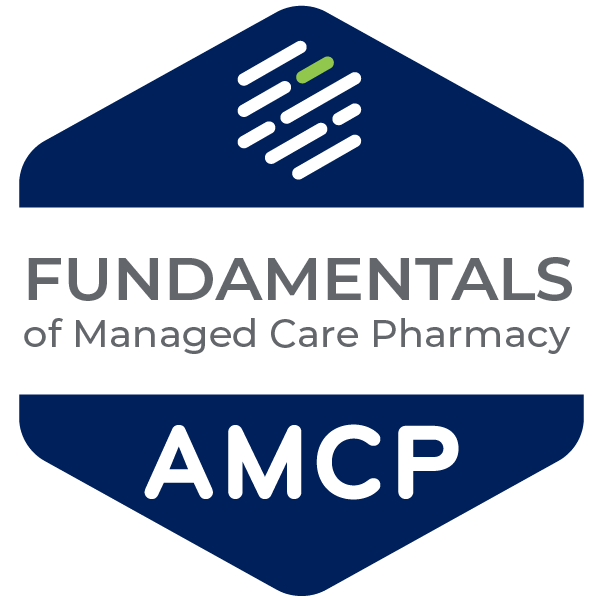 FUNDAMENTALS
of Managed Care Pharmacy
AMCP